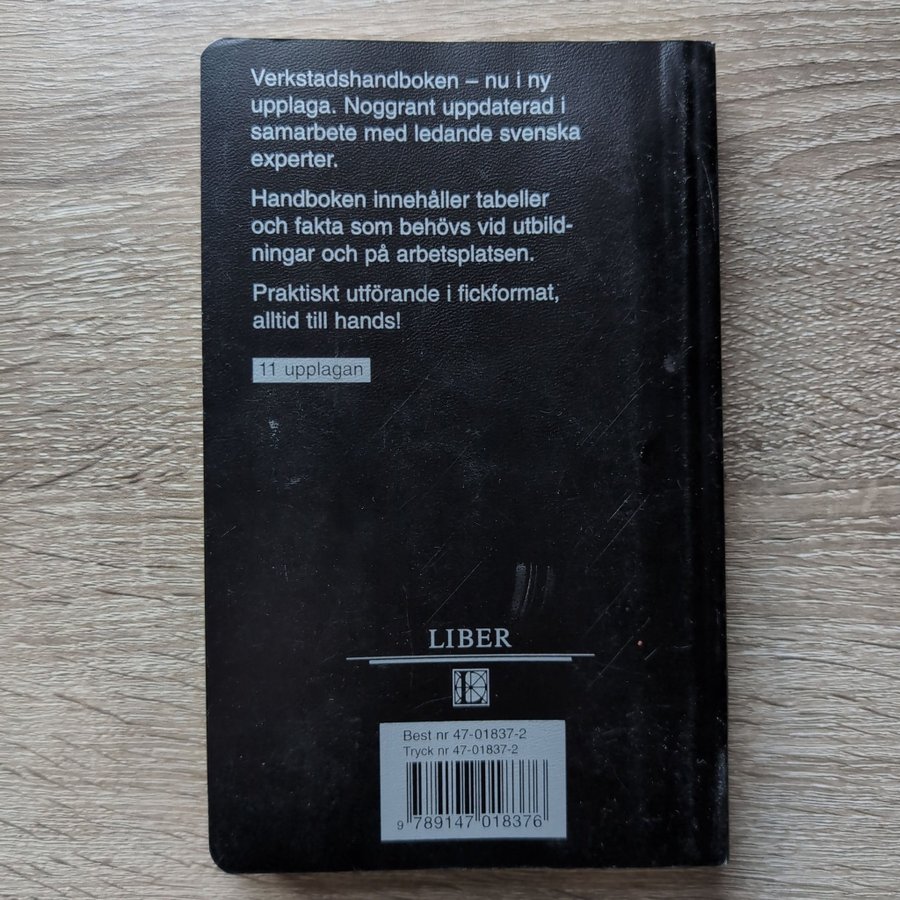 Verkstadshandboken – nu i ny
upplaga. Noggrant uppdaterad i
samarbete med ledande svenska
experter.
Handboken innehåller tabeller
och fakta som behövs vid utbild-
ningar och på arbetsplatsen.
Praktiskt utförande i fickformat,
alltid till hands!
11 upplagan
LIBER
L
Best nr 47-01837-2
Tryck nr 47-01837-2
9 789147 018376